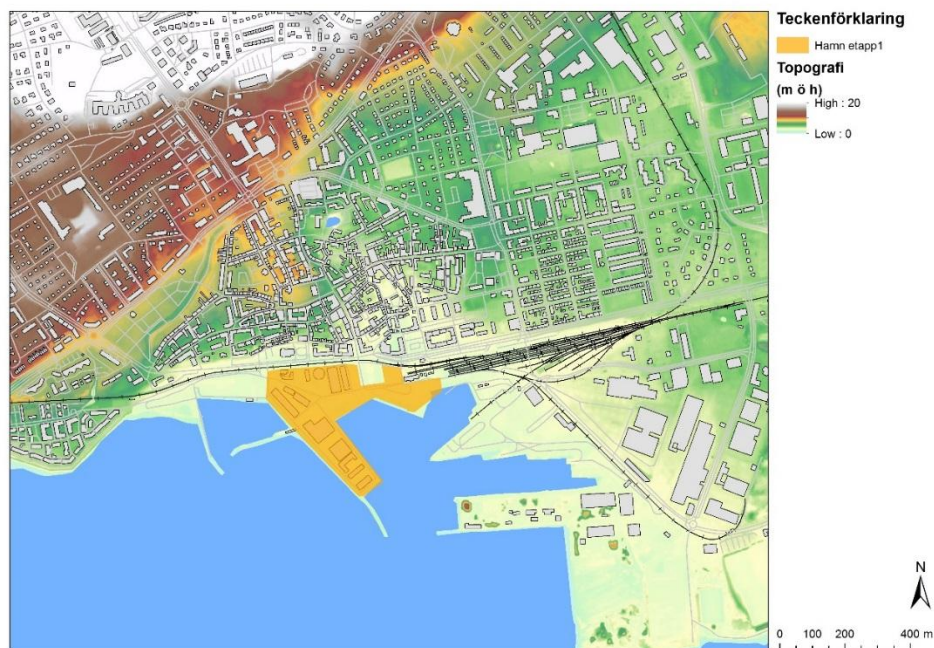 Teckenförklaring
Hamn etapp1
Topografi
(m ö h)
High : 20
Low : 0
N
0 100 200 400 m